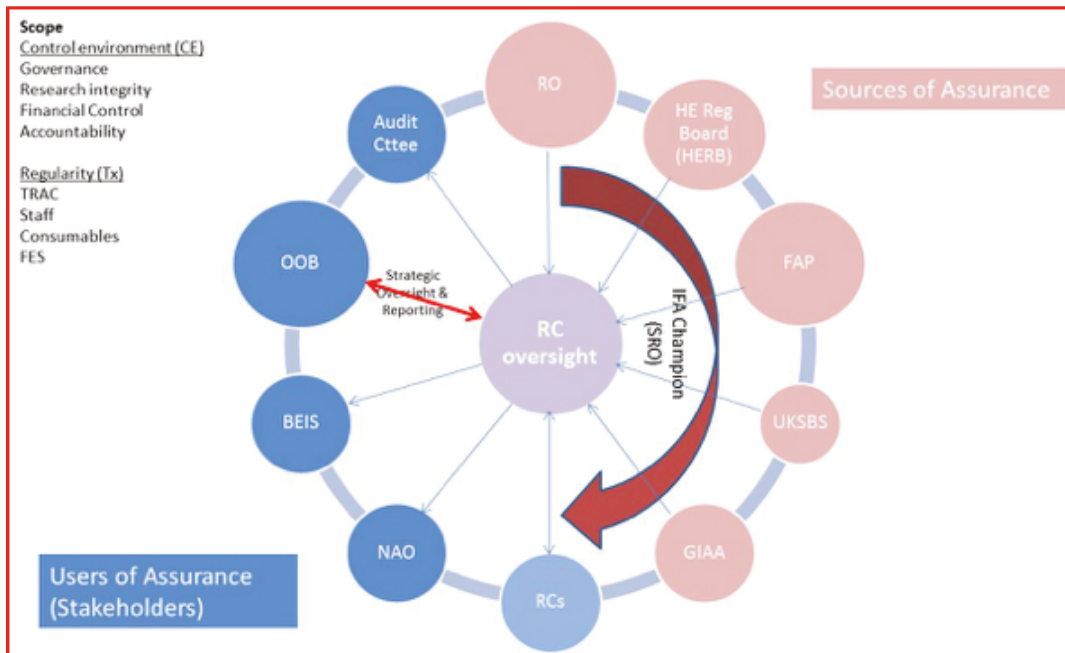 Scope
Control environment (CE)
Governance
Research integrity
Financial Control
Accountability
Regularity (Tx)
TRAC
Staff
Consumables
FES
Sources of Assurance
RO
HE Reg
Board
(HERB)
FAP
UKSBS
GIAA
RCs
NAO
BEIS
OOB
Audit
Cttee
Strategic
Oversight &
Reporting
RC
oversight
IFA Champion
(SRO)
Users of Assurance
(Stakeholders)